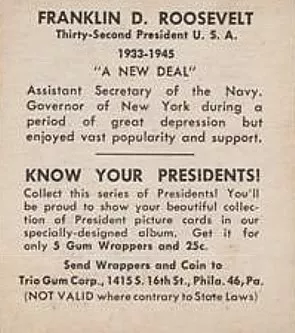 FRANKLIN D. ROOSEVELT
Thirty-Second President U. S. A.
1933-1945
"A NEW DEAL"
Assistant Secretary of the Navy.
Governor of New York during a
period of great depression but
enjoyed vast popularity and support.
KNOW YOUR PRESIDENTS!
Collect this series of Presidents! You'll
be proud to show your beautiful collec-
tion of President picture cards in our
specially-designed album. Get it for
only 5 Gum Wrappers and 25c.
Send Wrappers and Coin to
Trio Gum Corp., 1415 S. 16th St., Phila. 46, Pa.
(NOT VALID where contrary to State Laws)